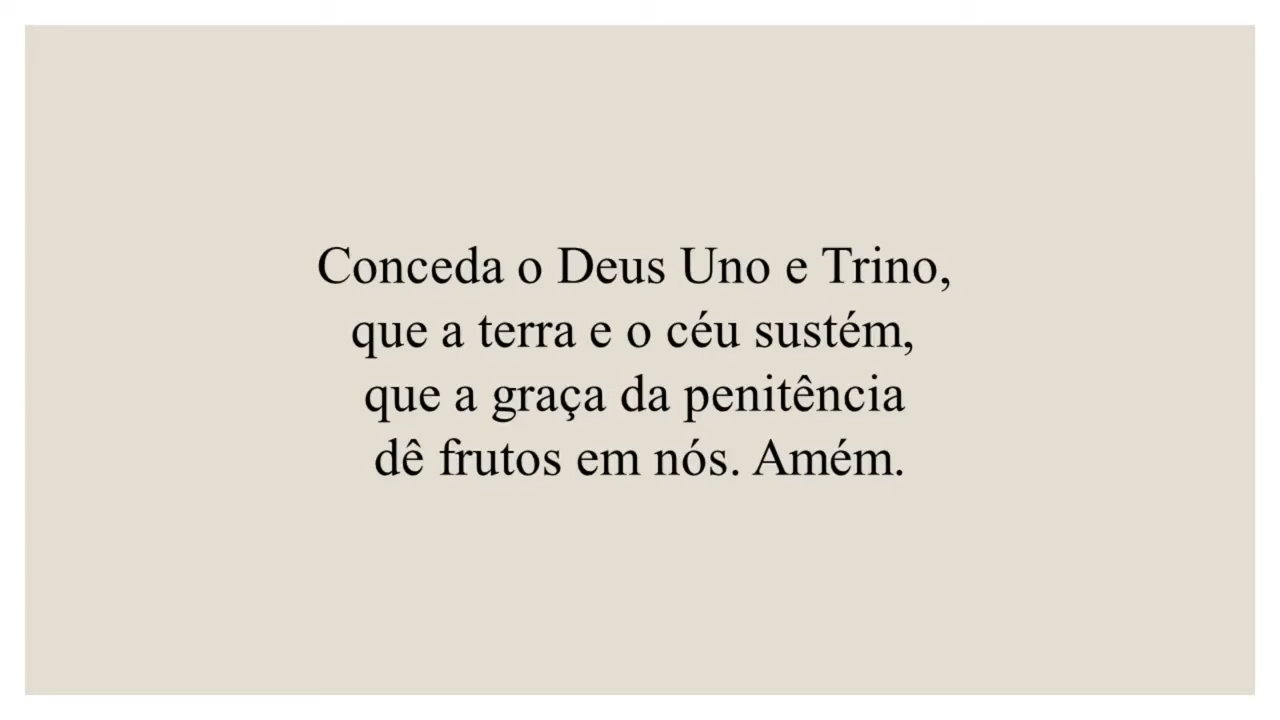 Conceda o Deus Uno e Trino,
que a terra e o céu sustém,
que a graça da penitência
dê frutos em nós. Amém.